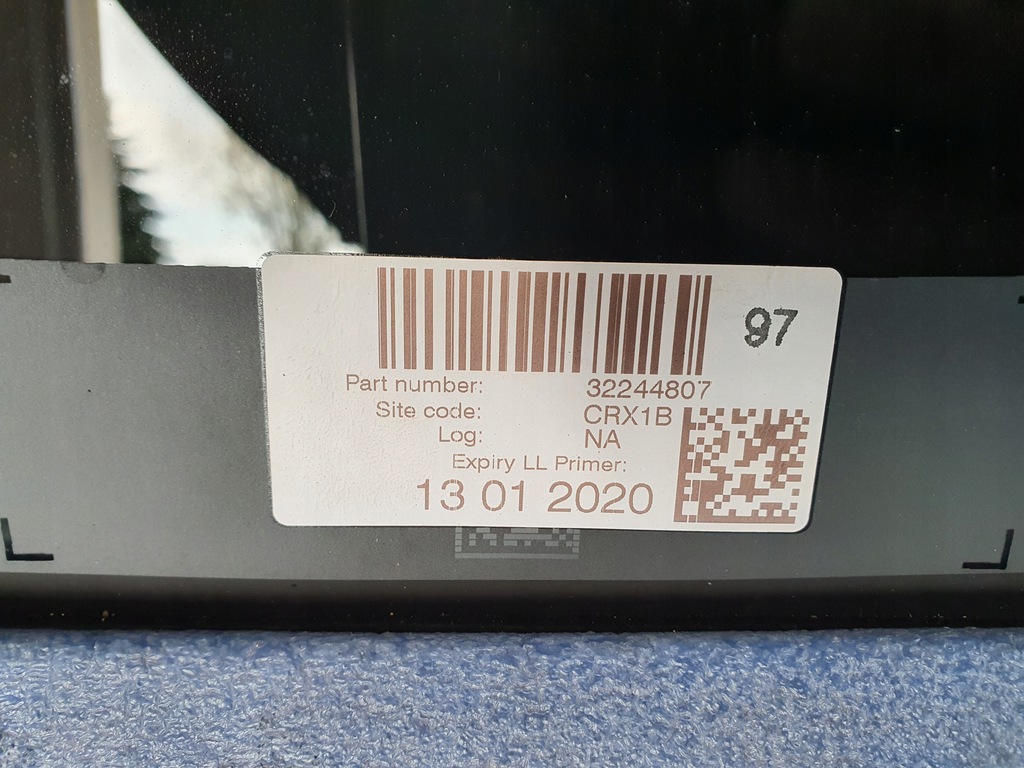 97
Part number: 32244807
Site code: CRX1B
Log: NA
Expiry LL Primer:
13 01 2020